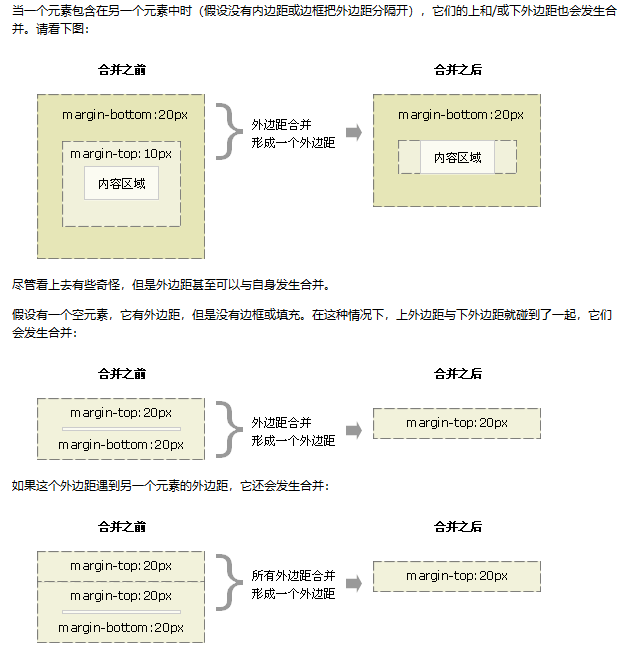 当一个元素包含在另一个元素中时（假设没有内边距或边框把外边距分隔开），它们的上和/或下外边距也会发生合
并。请看下图：
合并之前
合并之后
margin-bottom:20px
margin-top:10px
内容区域
外边距合并
形成一个外边距
margin-bottom:20px
内容区域
尽管看上去有些奇怪，但是外边距甚至可以与自身发生合并。
假设有一个空元素，它有外边距，但是没有边框或填充。在这种情况下，上外边距与下外边距就碰到了一起，它们
会发生合并：
合并之前
合并之后
margin-top:20px
margin-bottom:20px
外边距合并
形成一个外边距
margin-top:20px
如果这个外边距遇到另一个元素的外边距，它还会发生合并：
合并之前
合并之后
margin-top:20px
margin-top:20px
margin-bottom:20px
所有外边距合并
形成一个外边距
margin-top:20px